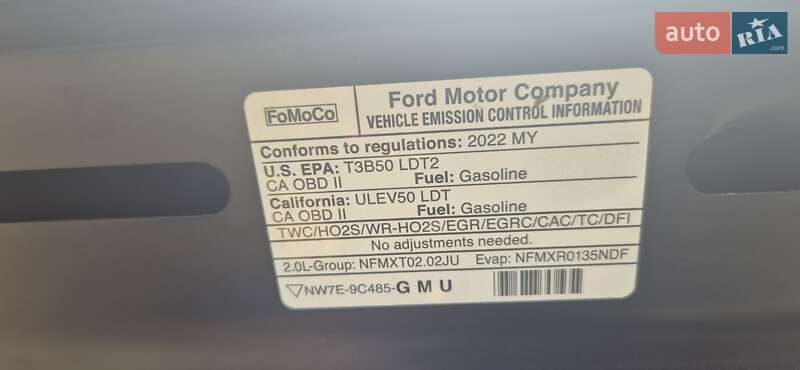 auto RIA
.com
FoMoCo
Ford Motor Company
VEHICLE EMISSION CONTROL INFORMATION
Conforms to regulations: 2022 MY
U.S. EPA: T3B50 LDT2
CA OBD II Fuel: Gasoline
California: ULEV50 LDT
CA OBD II Fuel: Gasoline
TWC/HO2S/WR-HO2S/EGR/EGRC/CAC/TC/DFI
No adjustments needed.
2.0L-Group: NFMXT02.02JU Evap: NFMXR0135NDF
NW7E-9C485-G M U